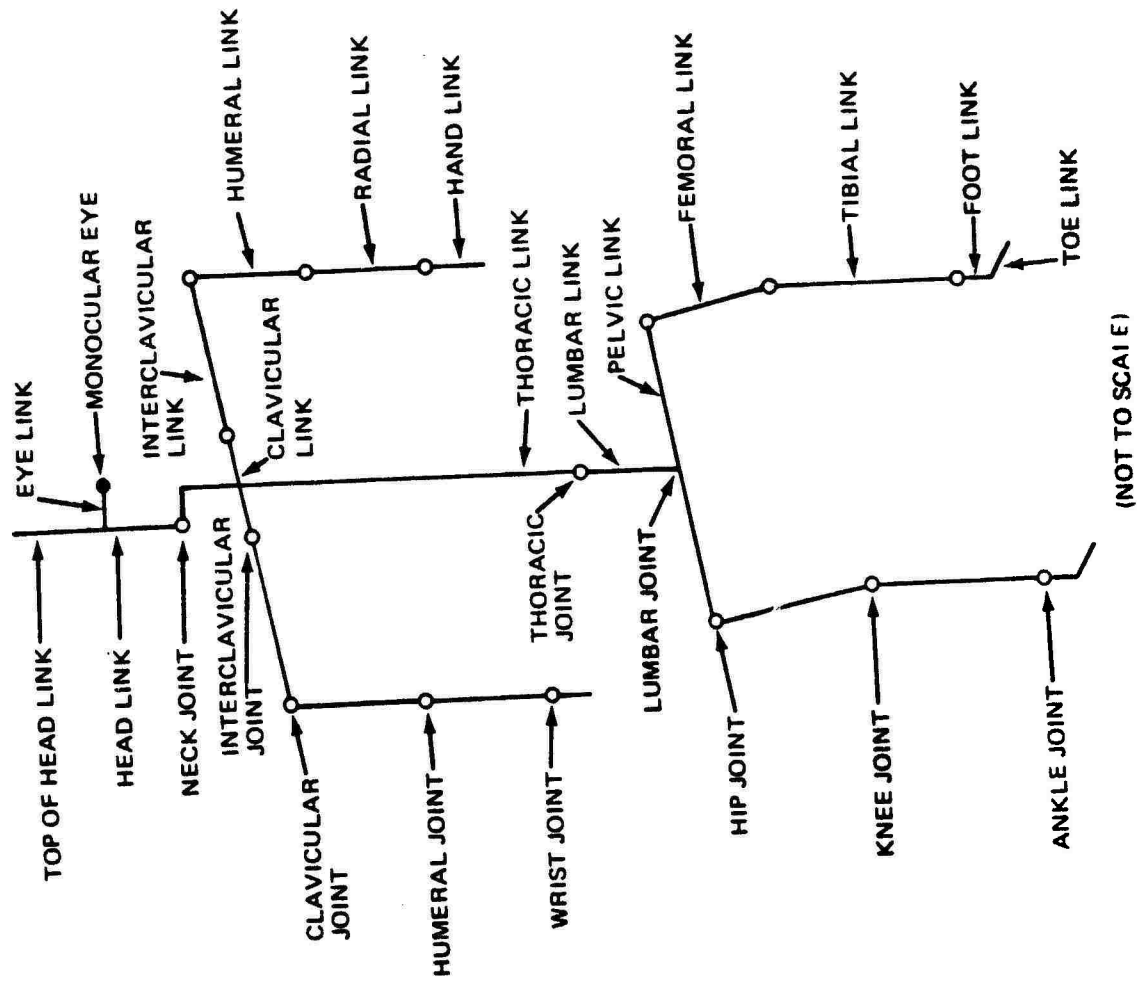 TOP OF HEAD LINK
HEAD LINK
NECK JOINT
INTERCLAVICULAR
JOINT
CLAVICULAR
JOINT
HUMERAL JOINT
WRIST JOINT
THORACIC
JOINT
LUMBAR JOINT
HIP JOINT
KNEE JOINT
ANKLE JOINT
EYE LINK
MONOCULAR EYE
INTERCLAVICULAR
LINK
CLAVICULAR
LINK
HUMERAL LINK
RADIAL LINK
HAND LINK
THORACIC LINK
LUMBAR LINK
PELVIC LINK
FEMORAL LINK
TIBIAL LINK
FOOT LINK
TOE LINK
(NOT TO SCALE)